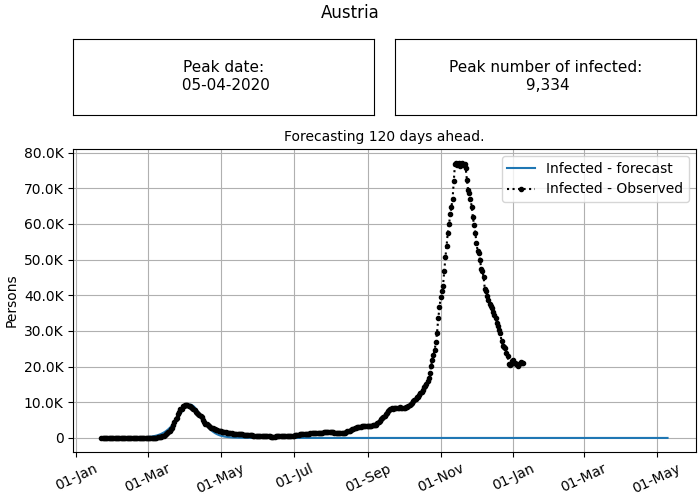 Austria
Peak date:
05-04-2020
Peak number of infected:
9,334
Forecasting 120 days ahead.
80.0K
70.0K
60.0K
50.0K
40.0K
30.0K
20.0K
10.0K
0
Persons
Infected - forecast
Infected - Observed
01-Jan
01-Mar
01-May
01-Jul
01-Sep
01-Nov
01-Jan
01-Mar
01-May